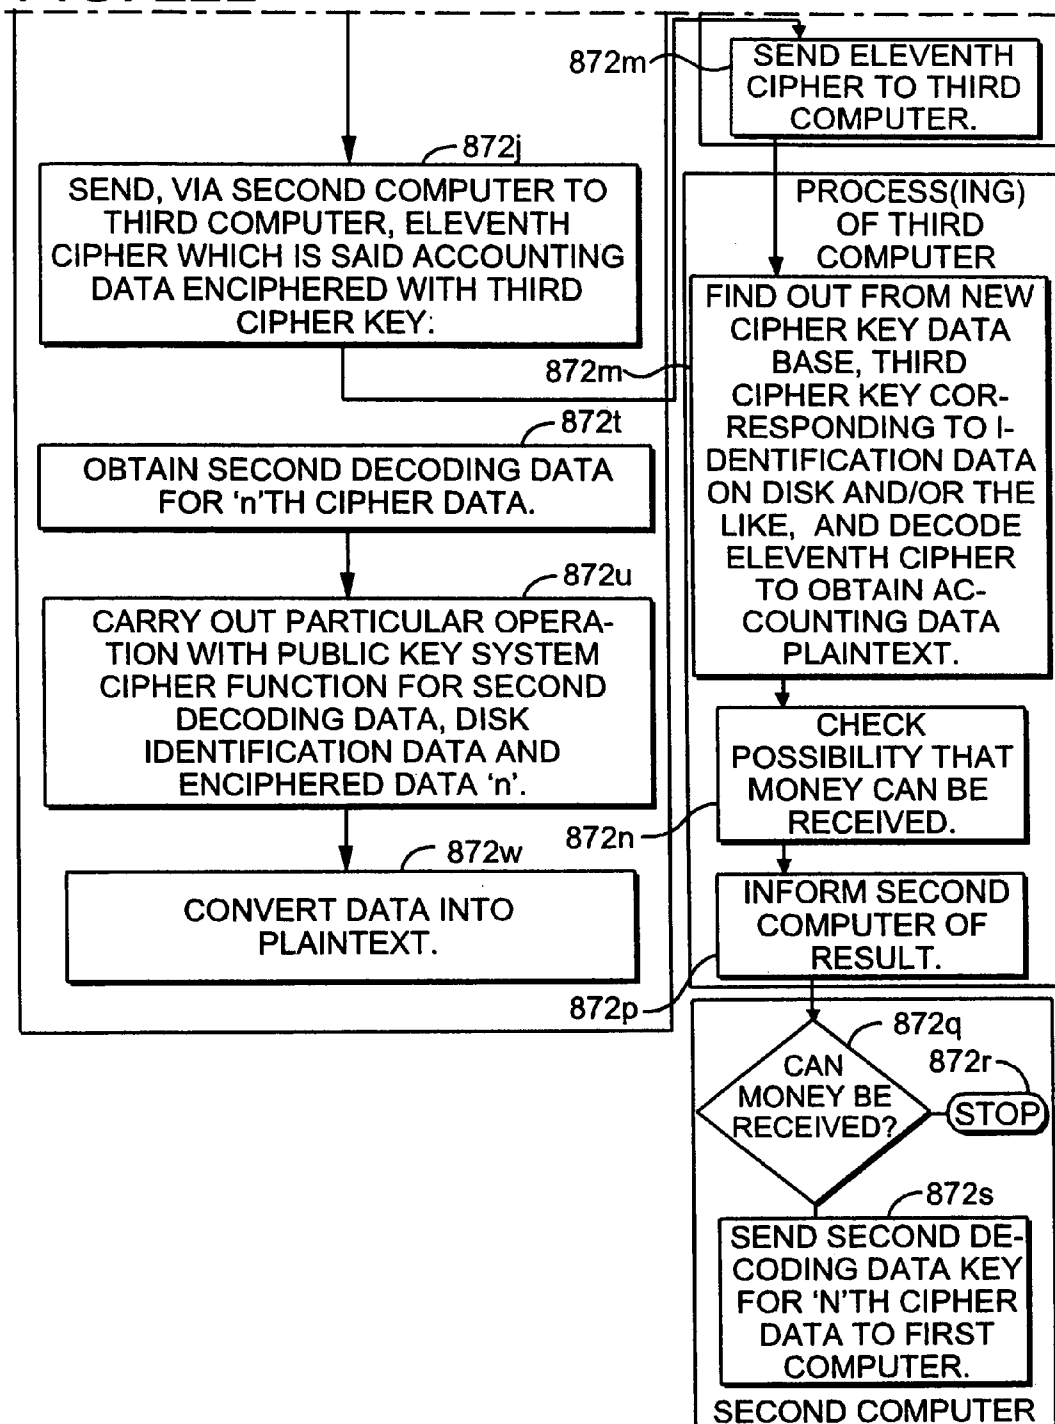 872m
SEND ELEVENTH
CIPHER TO THIRD
COMPUTER.
872j
SEND, VIA SECOND COMPUTER TO
THIRD COMPUTER, ELEVENTH
CIPHER WHICH IS SAID ACCOUNTING
DATA ENCIPHERED WITH THIRD
CIPHER KEY:
PROCESS(ING)
OF THIRD
COMPUTER
872m
FIND OUT FROM NEW
CIPHER KEY DATA
BASE, THIRD
CIPHER KEY COR-
RESPONDING TO I-
DENTIFICATION DATA
ON DISK AND/OR THE
LIKE, AND DECODE
ELEVENTH CIPHER
TO OBTAIN AC-
COUNTING DATA
PLAINTEXT.
872t
OBTAIN SECOND DECODING DATA
FOR 'n'TH CIPHER DATA.
872u
CARRY OUT PARTICULAR OPERA-
TION WITH PUBLIC KEY SYSTEM
CIPHER FUNCTION FOR SECOND
DECODING DATA, DISK
IDENTIFICATION DATA AND
ENCIPHERED DATA 'n'.
872w
CONVERT DATA INTO
PLAINTEXT.
CHECK
POSSIBILITY THAT
MONEY CAN BE
RECEIVED.
872n
INFORM SECOND
COMPUTER OF
RESULT.
872p
872q
CAN
MONEY BE
RECEIVED?
872r
STOP
872s
SEND SECOND DE-
CODING DATA KEY
FOR 'N'TH CIPHER
DATA TO FIRST
COMPUTER.
SECOND COMPUTER